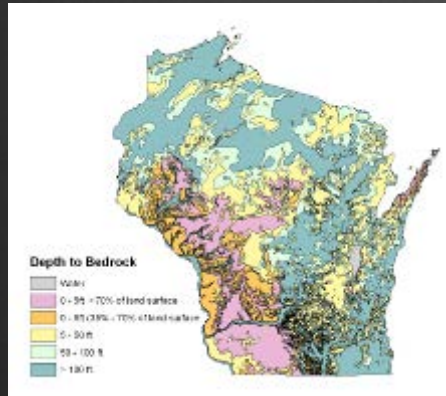 Depth to Bedrock
Water
0 - 5ft >70% of land surface
0 - 5ft (35% - 70% of land surface
5 - 50 ft
50 - 100 ft
> 100 ft